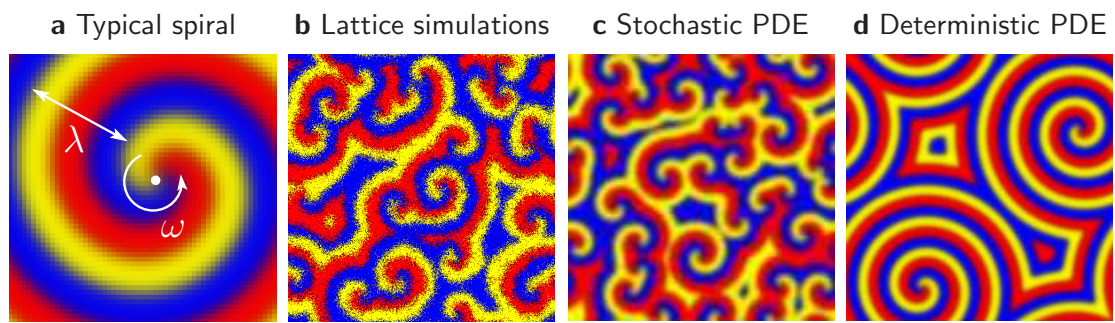 a Typical spiral
b Lattice simulations
c Stochastic PDE
d Deterministic PDE
λ
ω